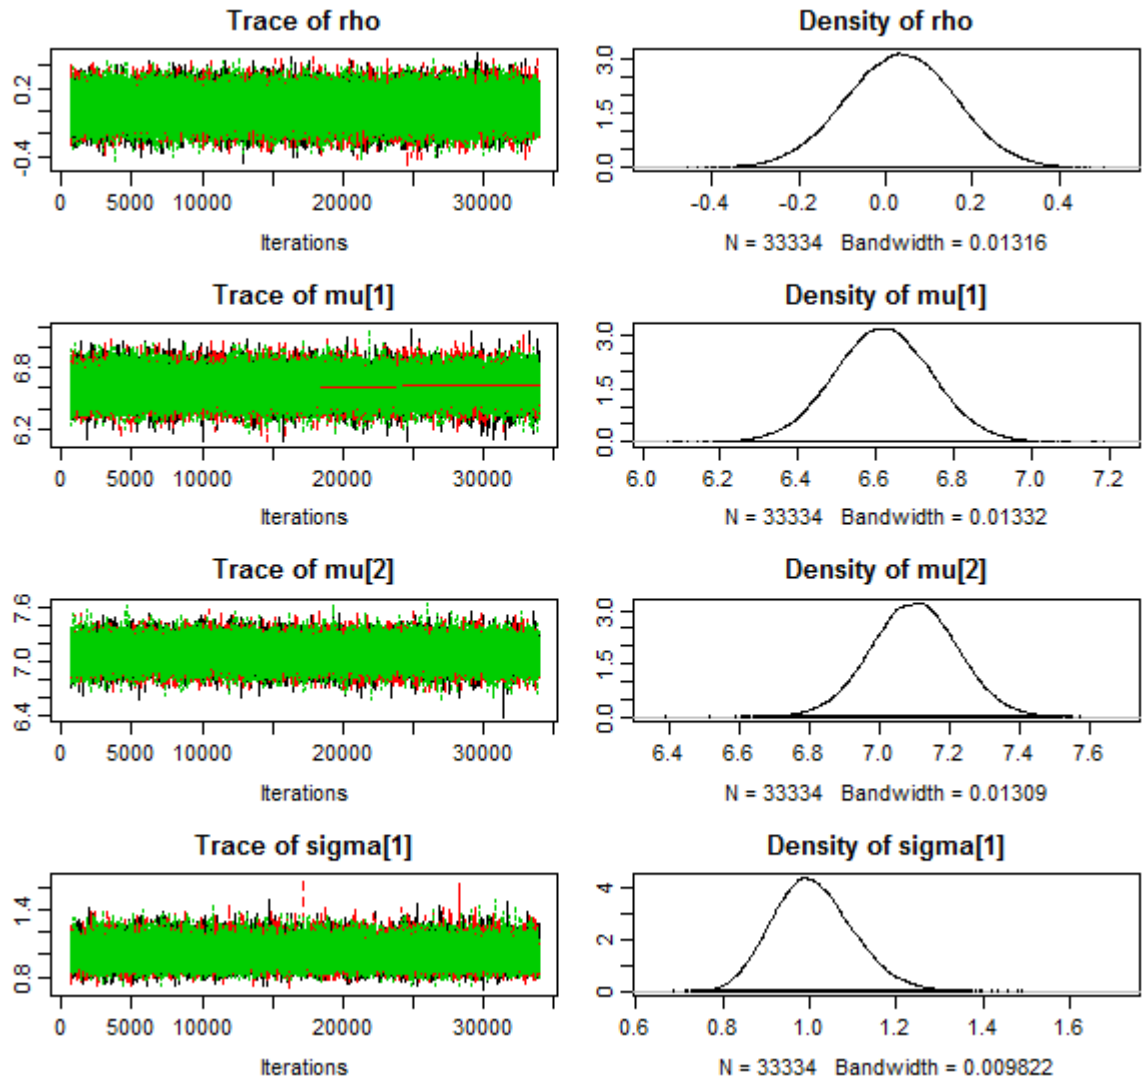 Trace of rho
Density of rho
0.2
-0.4
0 5000 10000 20000 30000
Iterations
3.0
1.5
0.0
-0.4 -0.2 0.0 0.2 0.4
N = 33334 Bandwidth = 0.01316
Trace of mu[1]
Density of mu[1]
6.8
6.2
0 5000 10000 20000 30000
Iterations
3.0
1.5
0.0
6.0 6.2 6.4 6.6 6.8 7.0 7.2
N = 33334 Bandwidth = 0.01332
Trace of mu[2]
Density of mu[2]
7.6
7.0
6.4
0 5000 10000 20000 30000
Iterations
3.0
1.5
0.0
6.4 6.6 6.8 7.0 7.2 7.4 7.6
N = 33334 Bandwidth = 0.01309
Trace of sigma[1]
Density of sigma[1]
1.4
0.8
0 5000 10000 20000 30000
Iterations
4
2
0
0.6 0.8 1.0 1.2 1.4 1.6
N = 33334 Bandwidth = 0.009822